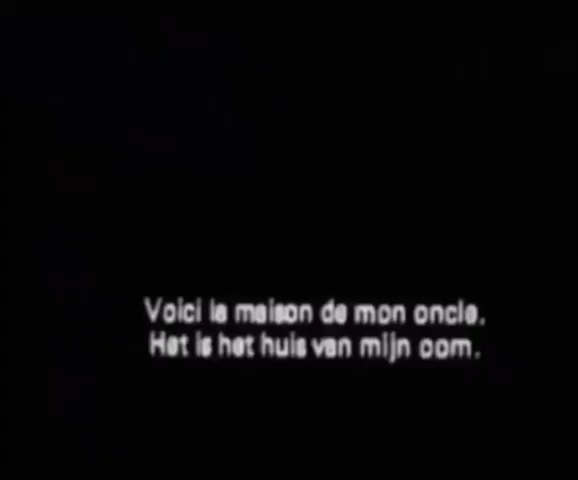 Voici la maison de mon oncle.
Het is het huis van mijn oom.